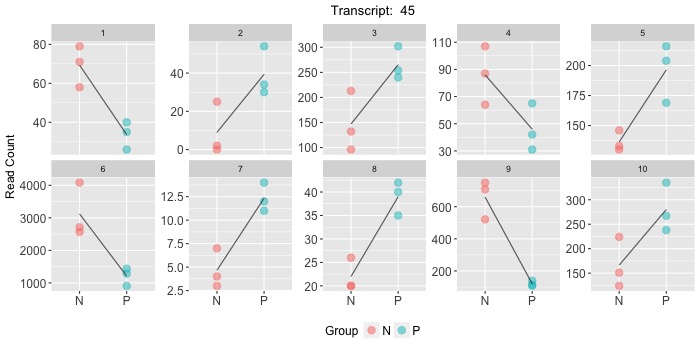 Transcript: 45
1 2 3 4 5
80 60 40
40 20 0
300 250 200 150 100
110 90 70 50 30
200 175 150
Read Count
6 7 8 9 10
4000 3000 2000 1000
12.5 10.0 7.5 5.0 2.5
40 35 30 25 20
600 400 200
300 250 200 150
N P N P N P N P N P
Group N P